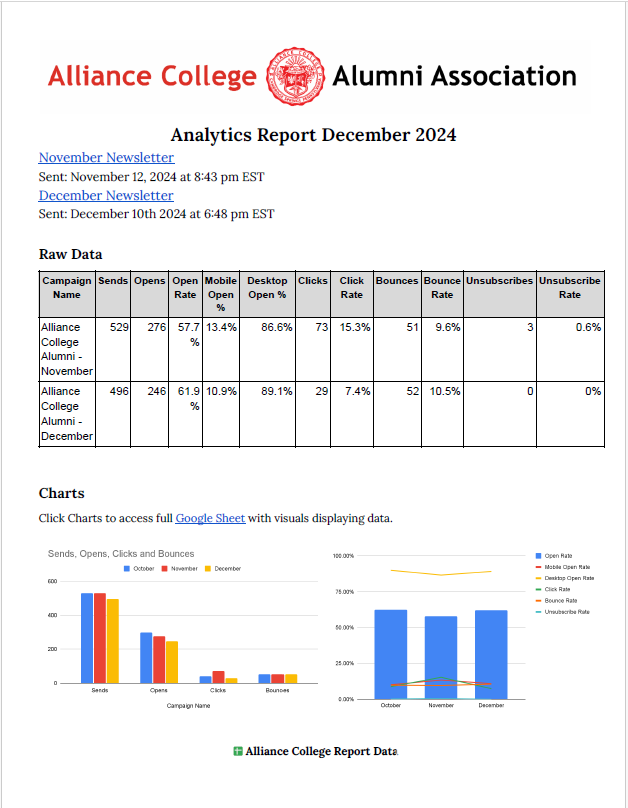 Alliance College Alumni Association
Analytics Report December 2024
November Newsletter
Sent: November 12, 2024 at 8:43 pm EST
December Newsletter
Sent: December 10th 2024 at 6:48 pm EST
Raw Data
Campaign Name Sends Opens Open Rate Mobile Open % Desktop Open % Clicks Click Rate Bounces Bounce Rate Unsubscribes Unsubscribe Rate
Alliance College Alumni - November 529 276 57.7% 13.4% 86.6% 73 15.3% 51 9.6% 3 0.6%
Alliance College Alumni - December 496 246 61.9% 10.9% 89.1% 29 7.4% 52 10.5% 0 0%
Charts
Click Charts to access full Google Sheet with visuals displaying data.
Sends, Opens, Clicks and Bounces
October November December
600
400
200
0
Sends Opens Clicks Bounces
Campaign Name
100.00%
75.00%
50.00%
25.00%
0.00%
October November December
Open Rate
Mobile Open Rate
Desktop Open Rate
Click Rate
Bounce Rate
Unsubscribe Rate
Alliance College Report Data